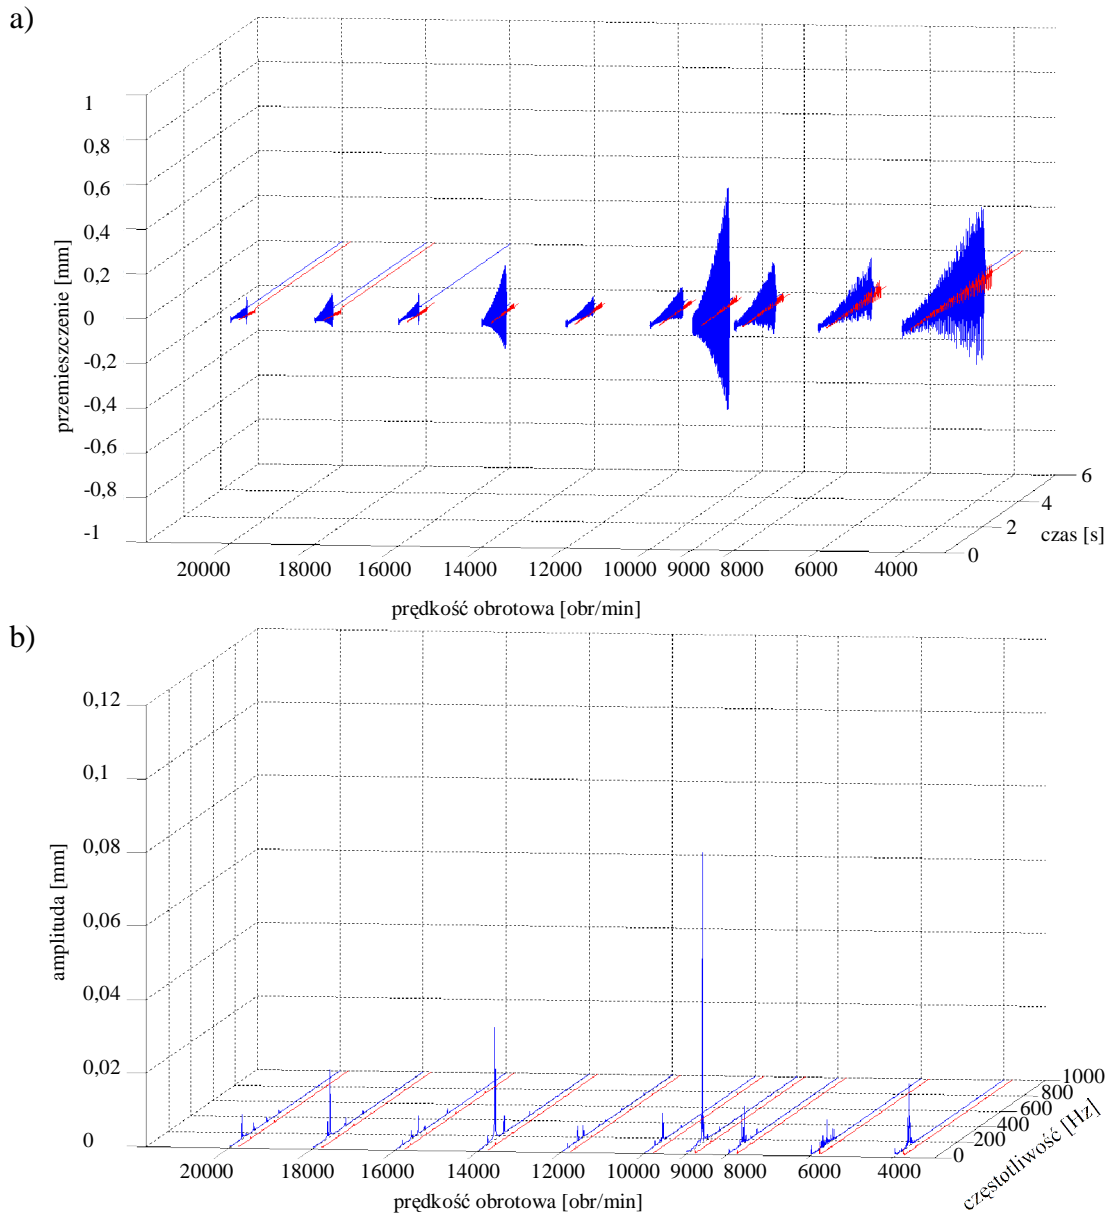 a)
1
0,8
0,6
0,4
0,2
0
-0,2
-0,4
-0,6
-0,8
-1
przemieszczenie [mm]
20000 18000 16000 14000 12000 10000 9000 8000 6000 4000
prędkość obrotowa [obr/min]
0 2 4 6
czas [s]
b)
0,12
0,1
0,08
0,06
0,04
0,02
0
amplituda [mm]
20000 18000 16000 14000 12000 10000 9000 8000 6000 4000
prędkość obrotowa [obr/min]
0 200 400 600 800 1000
częstotliwość [Hz]